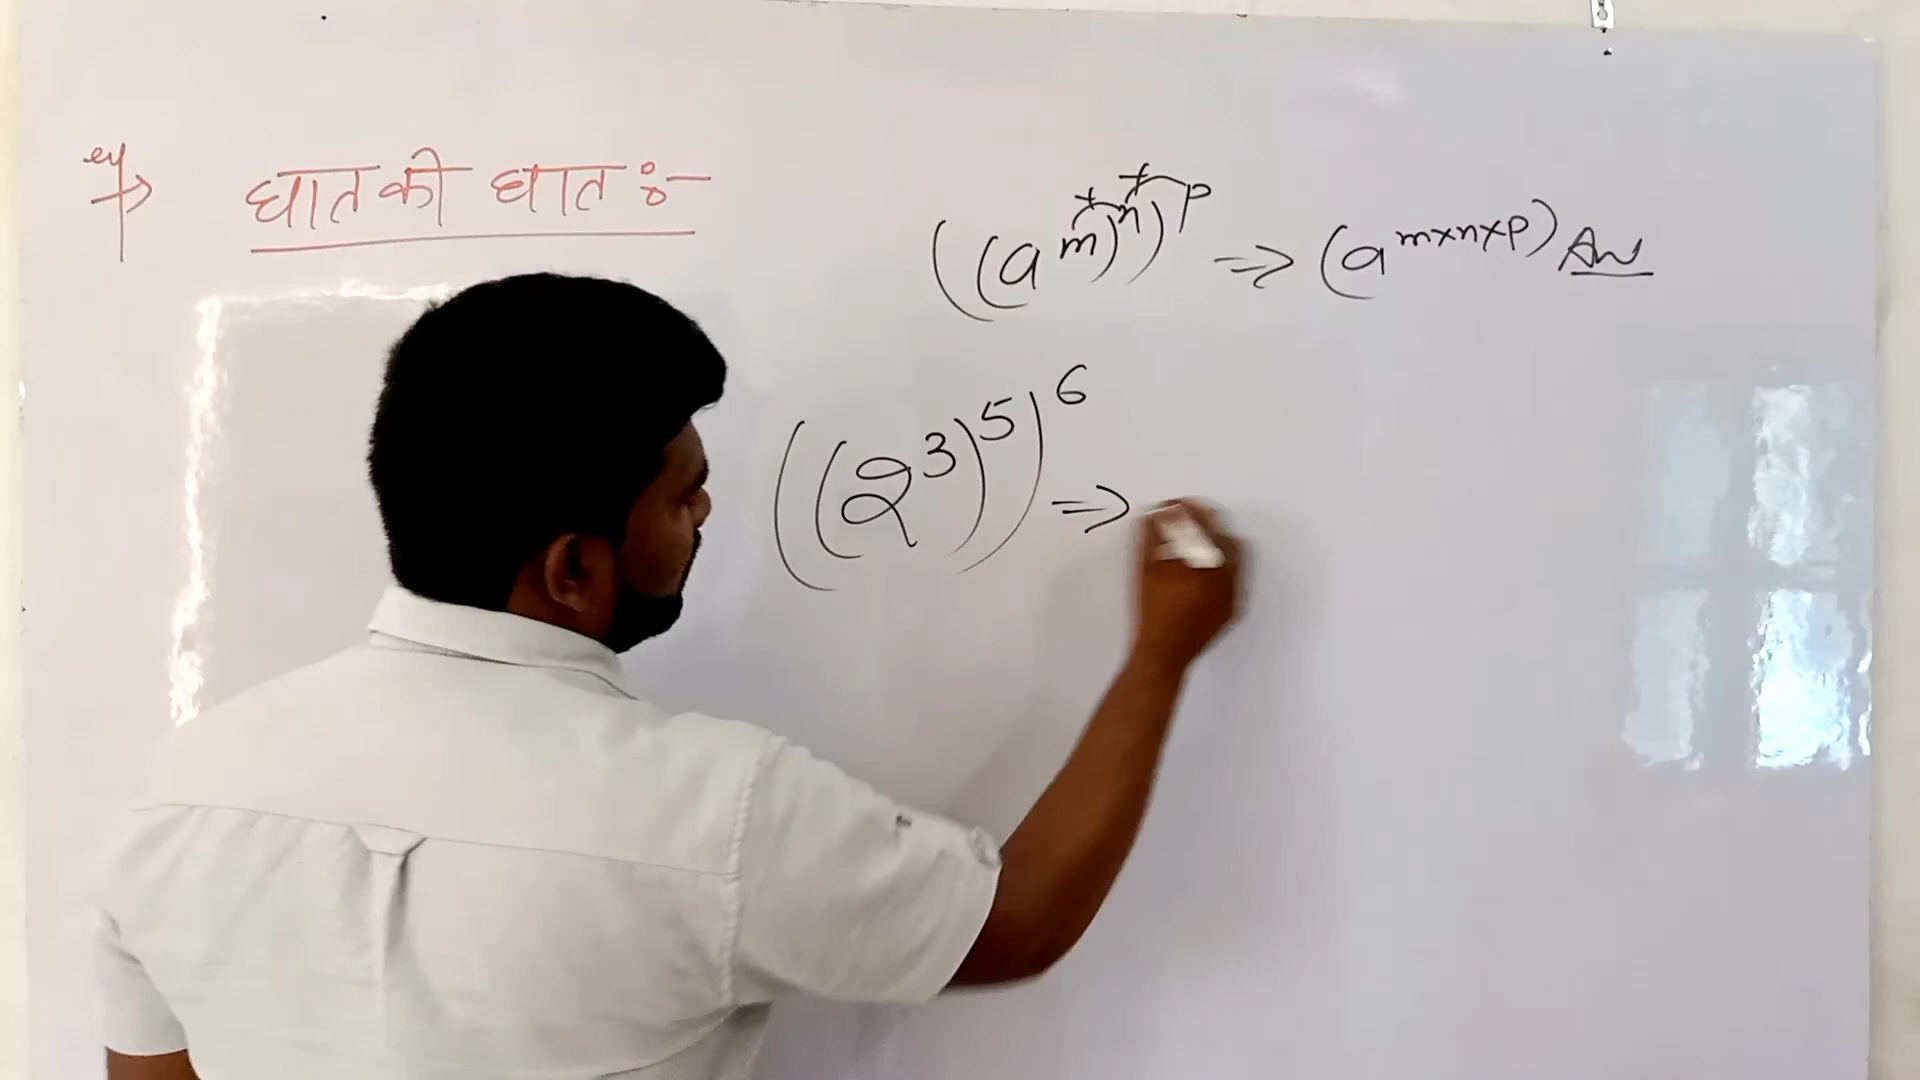 घात की घात :-
((a^m)^n)^p ⇒ (a^m×n×p) Ans
((2^3)^5)^6 ⇒